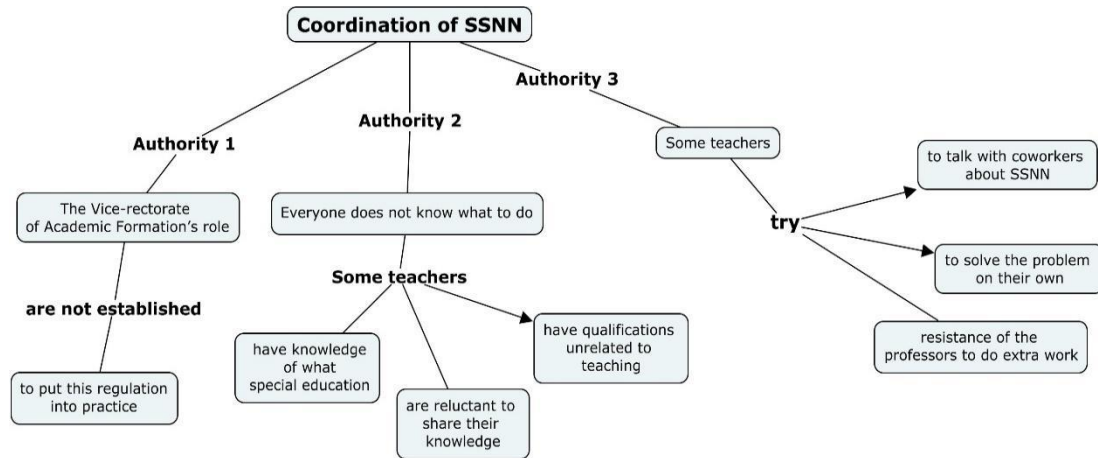 Coordination of SSNN
Authority 1
Authority 2
Authority 3
The Vice-rectorate
of Academic Formation’s role
are not established
to put this regulation
into practice
Everyone does not know what to do
Some teachers
have knowledge
of what
special education
are reluctant to
share their
knowledge
have qualifications
unrelated to
teaching
Some teachers
try
to talk with coworkers
about SSNN
to solve the problem
on their own
resistance of the
professors to do extra work